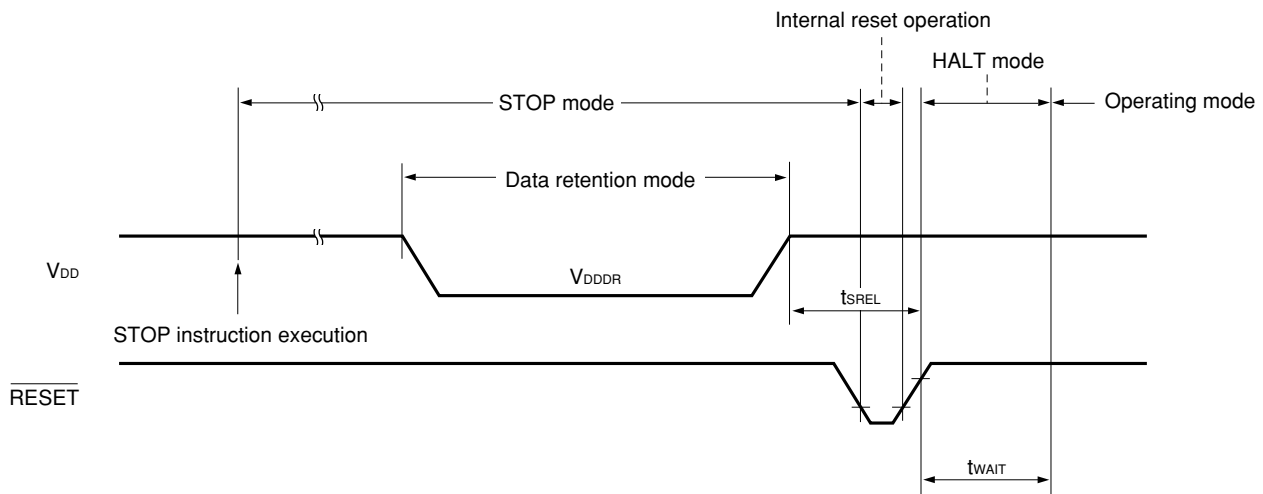 Internal reset operation
HALT mode
STOP mode
Operating mode
Data retention mode
VDD
VDDDR
tSREL
STOP instruction execution
RESET
tWAIT